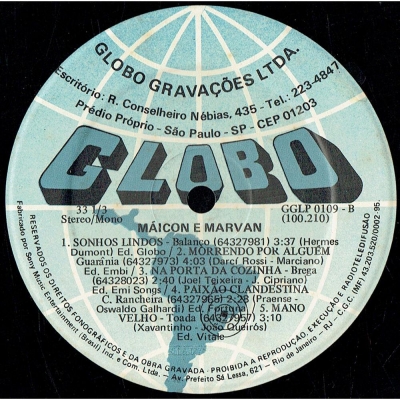 GLOBO GRAVAÇÕES LTDA.
Escritório: R. Conselheiro Nébias, 435 - Tel.: 223-4847
Prédio Próprio - São Paulo - SP - CEP 01203
GLOBO
33 1/3
Stereo/Mono
GGLP 0109 - B
(100.210)
MÁICON E MARVAN
1. SONHOS LINDOS - Balanço (64327981) 3:37 (Hermes
Dumont) Ed. Globo / 2. MORRENDO POR ALGUÉM
Guarânia (64327973) 4:03 (Darcí Rossi - Marciano)
Ed, Embi / 3. NA PORTA DA COZINHA - Brega
(64328023) 2:40 (Joel Teixeira - Cipriano)
Ed, Emi Songs / 4. PAIXÃO CLANDESTINA
C. Rancheira (64327965) 2:23 (Praense -
Oswaldo Galhardi) Ed, / 5. MANO
VELHO - Toada (64327957) 3:10
(Xavantinho - João Queirós)
Ed, Vitale
RESERVADOS OS DIREITOS FONOGRÁFICOS E DA OBRA GRAVADA · PROIBIDA A REPRODUÇÃO, EXECUÇÃO E RADIOTELEDIFUSÃO
Fabricado por Sony Music Entertainment (Brasil) Ind. e Com. Ltda. - Av. Prefeito Sá Lessa, 621 - Rio de Janeiro - RJ - C.G.C. (MF) 43.203.520/0002-95.